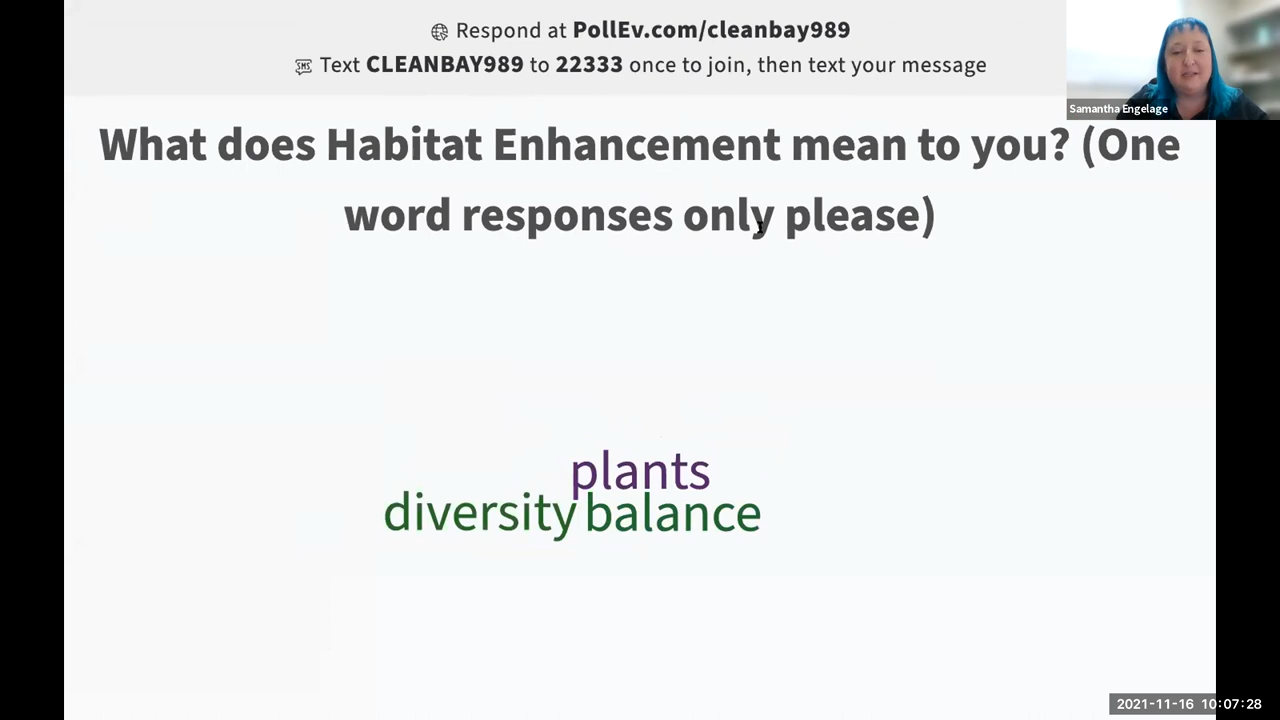 Respond at PollEv.com/cleanbay989
Text CLEANBAY989 to 22333 once to join, then text your message
Samantha Engelage
What does Habitat Enhancement mean to you? (One
word responses only please)
plants
diversity balance
2021-11-16 10:07:28